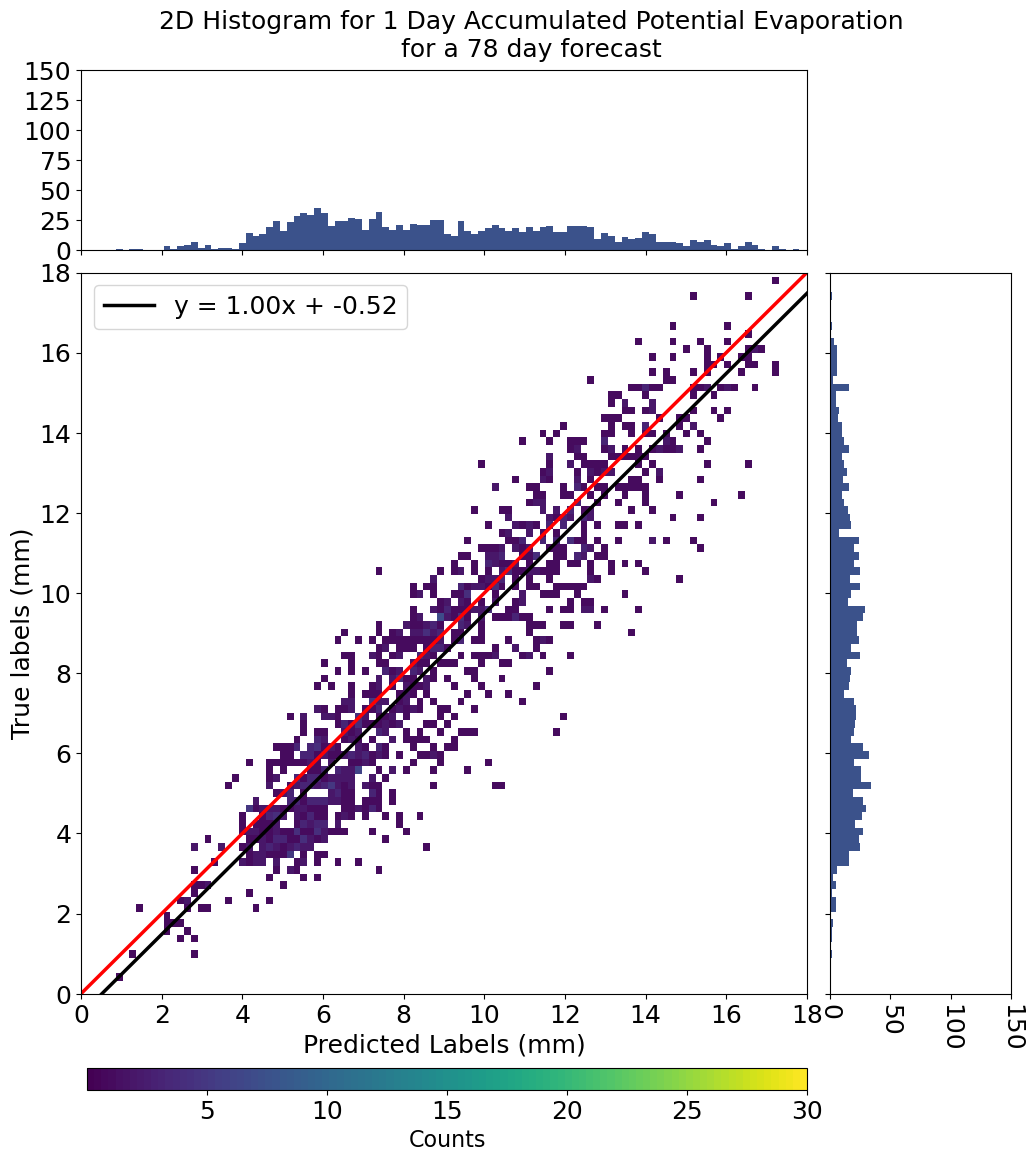 2D Histogram for 1 Day Accumulated Potential Evaporation
for a 78 day forecast
150
125
100
75
50
25
0
18
16
14
12
10
8
6
4
2
0
True labels (mm)
y = 1.00x + -0.52
0 2 4 6 8 10 12 14 16 18
Predicted Labels (mm)
0 50 100 150
5 10 15 20 25 30
Counts